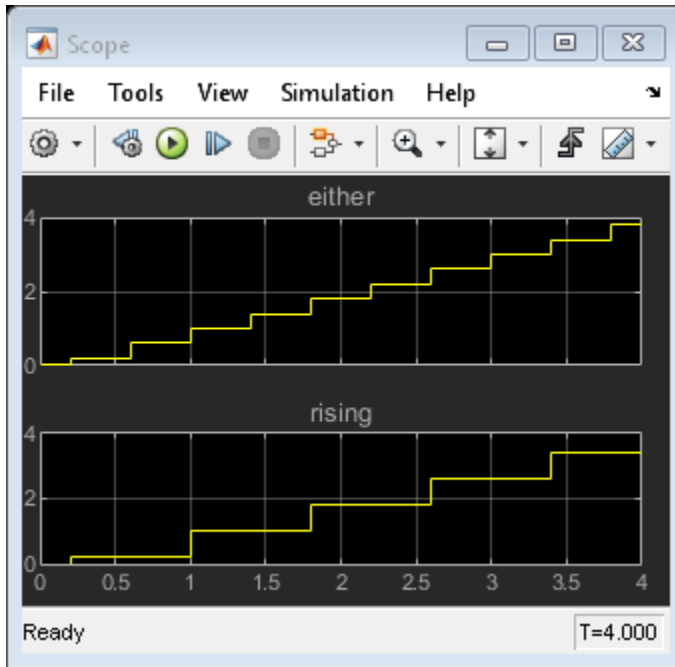 Scope
File Tools View Simulation Help
either
4
2
0
rising
4
2
0
0 0.5 1 1.5 2 2.5 3 3.5 4
Ready T=4.000